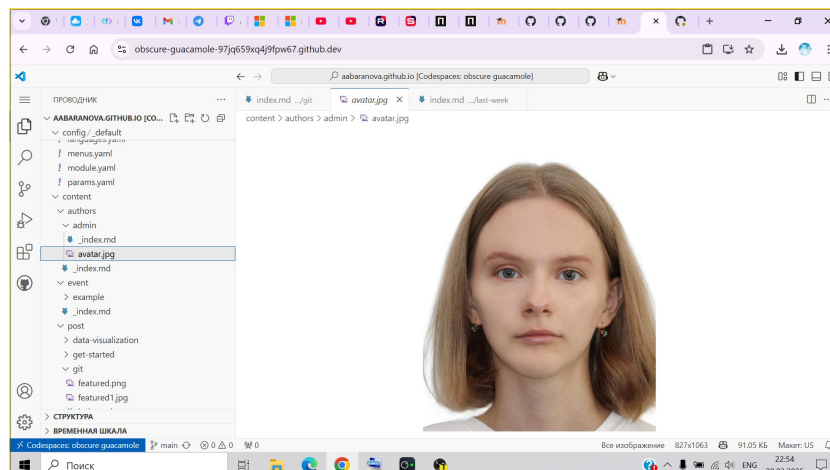 obscure-guacamole-97jq659xq4j9fpw67.github.dev
aabaranova.github.io [Codespaces: obscure guacamole]
ПРОВОДНИК
index.md .../git
avatar.jpg
index.md .../last-week
AABARANOVA.GITHUB.IO [CO...
content > authors > admin > avatar.jpg
config / _default
languages.yaml
menus.yaml
module.yaml
params.yaml
content
authors
admin
_index.md
avatar.jpg
_index.md
event
example
_index.md
post
data-visualization
get-started
git
featured.png
featured1.jpg
СТРУКТУРА
ВРЕМЕННАЯ ШКАЛА
Codespaces: obscure guacamole
main
0
0
0
Все изображение
827x1063
91.05 КБ
Макет: US
Поиск
ENG
22:54